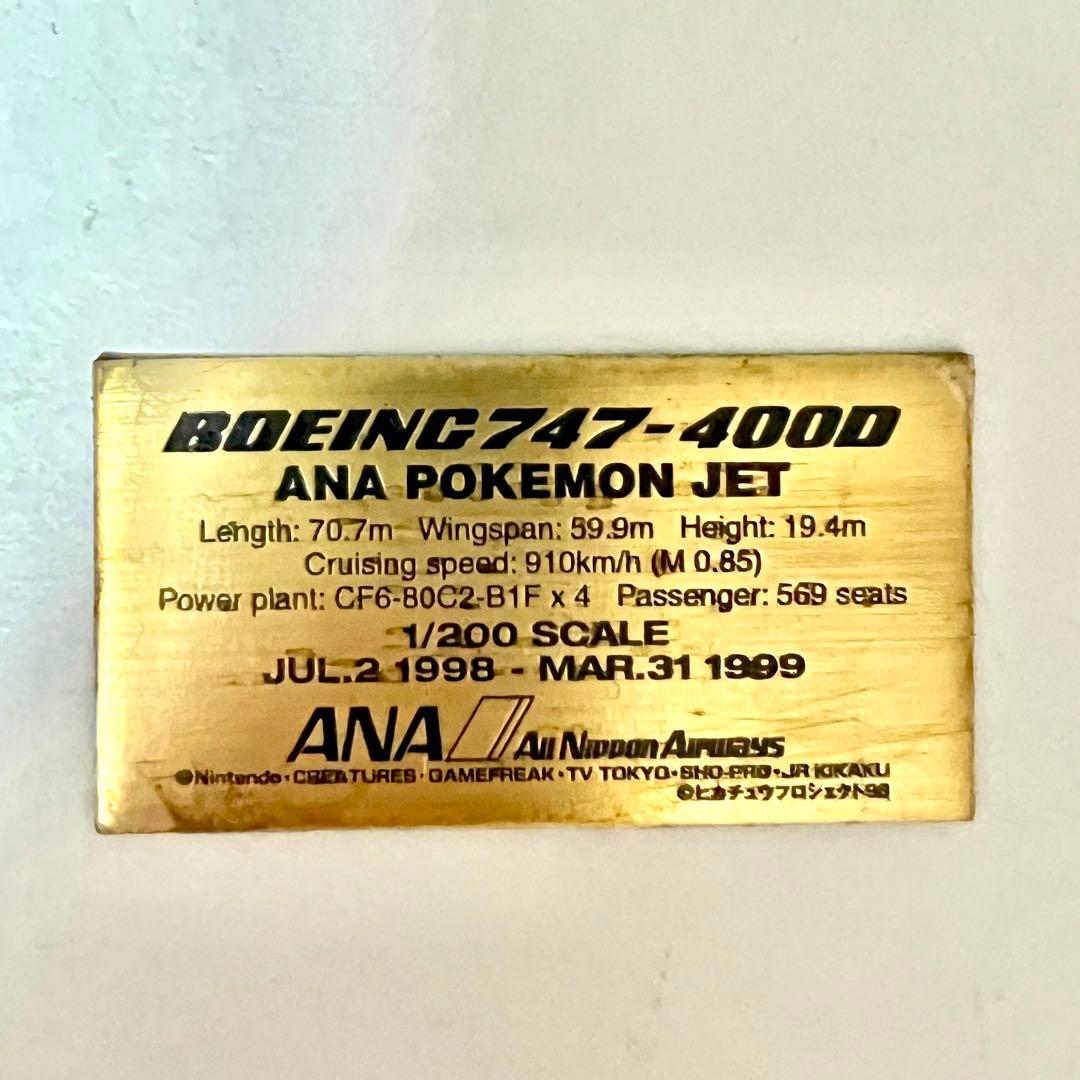 BOEING 747-400D
ANA POKEMON JET
Length: 70.7m Wingspan: 59.9m Height: 19.4m
Cruising speed: 910km/h (M 0.85)
Power plant: CF6-80C2-B1F x 4 Passenger: 569 seats
1/200 SCALE
JUL.2 1998 - MAR.31 1999
ANA All Nippon Airways
©Nintendo・CREATURES・GAMEFREAK・TV TOKYO・SHO-PRO・JR KIKAKU
©ピカチュウプロジェクト98